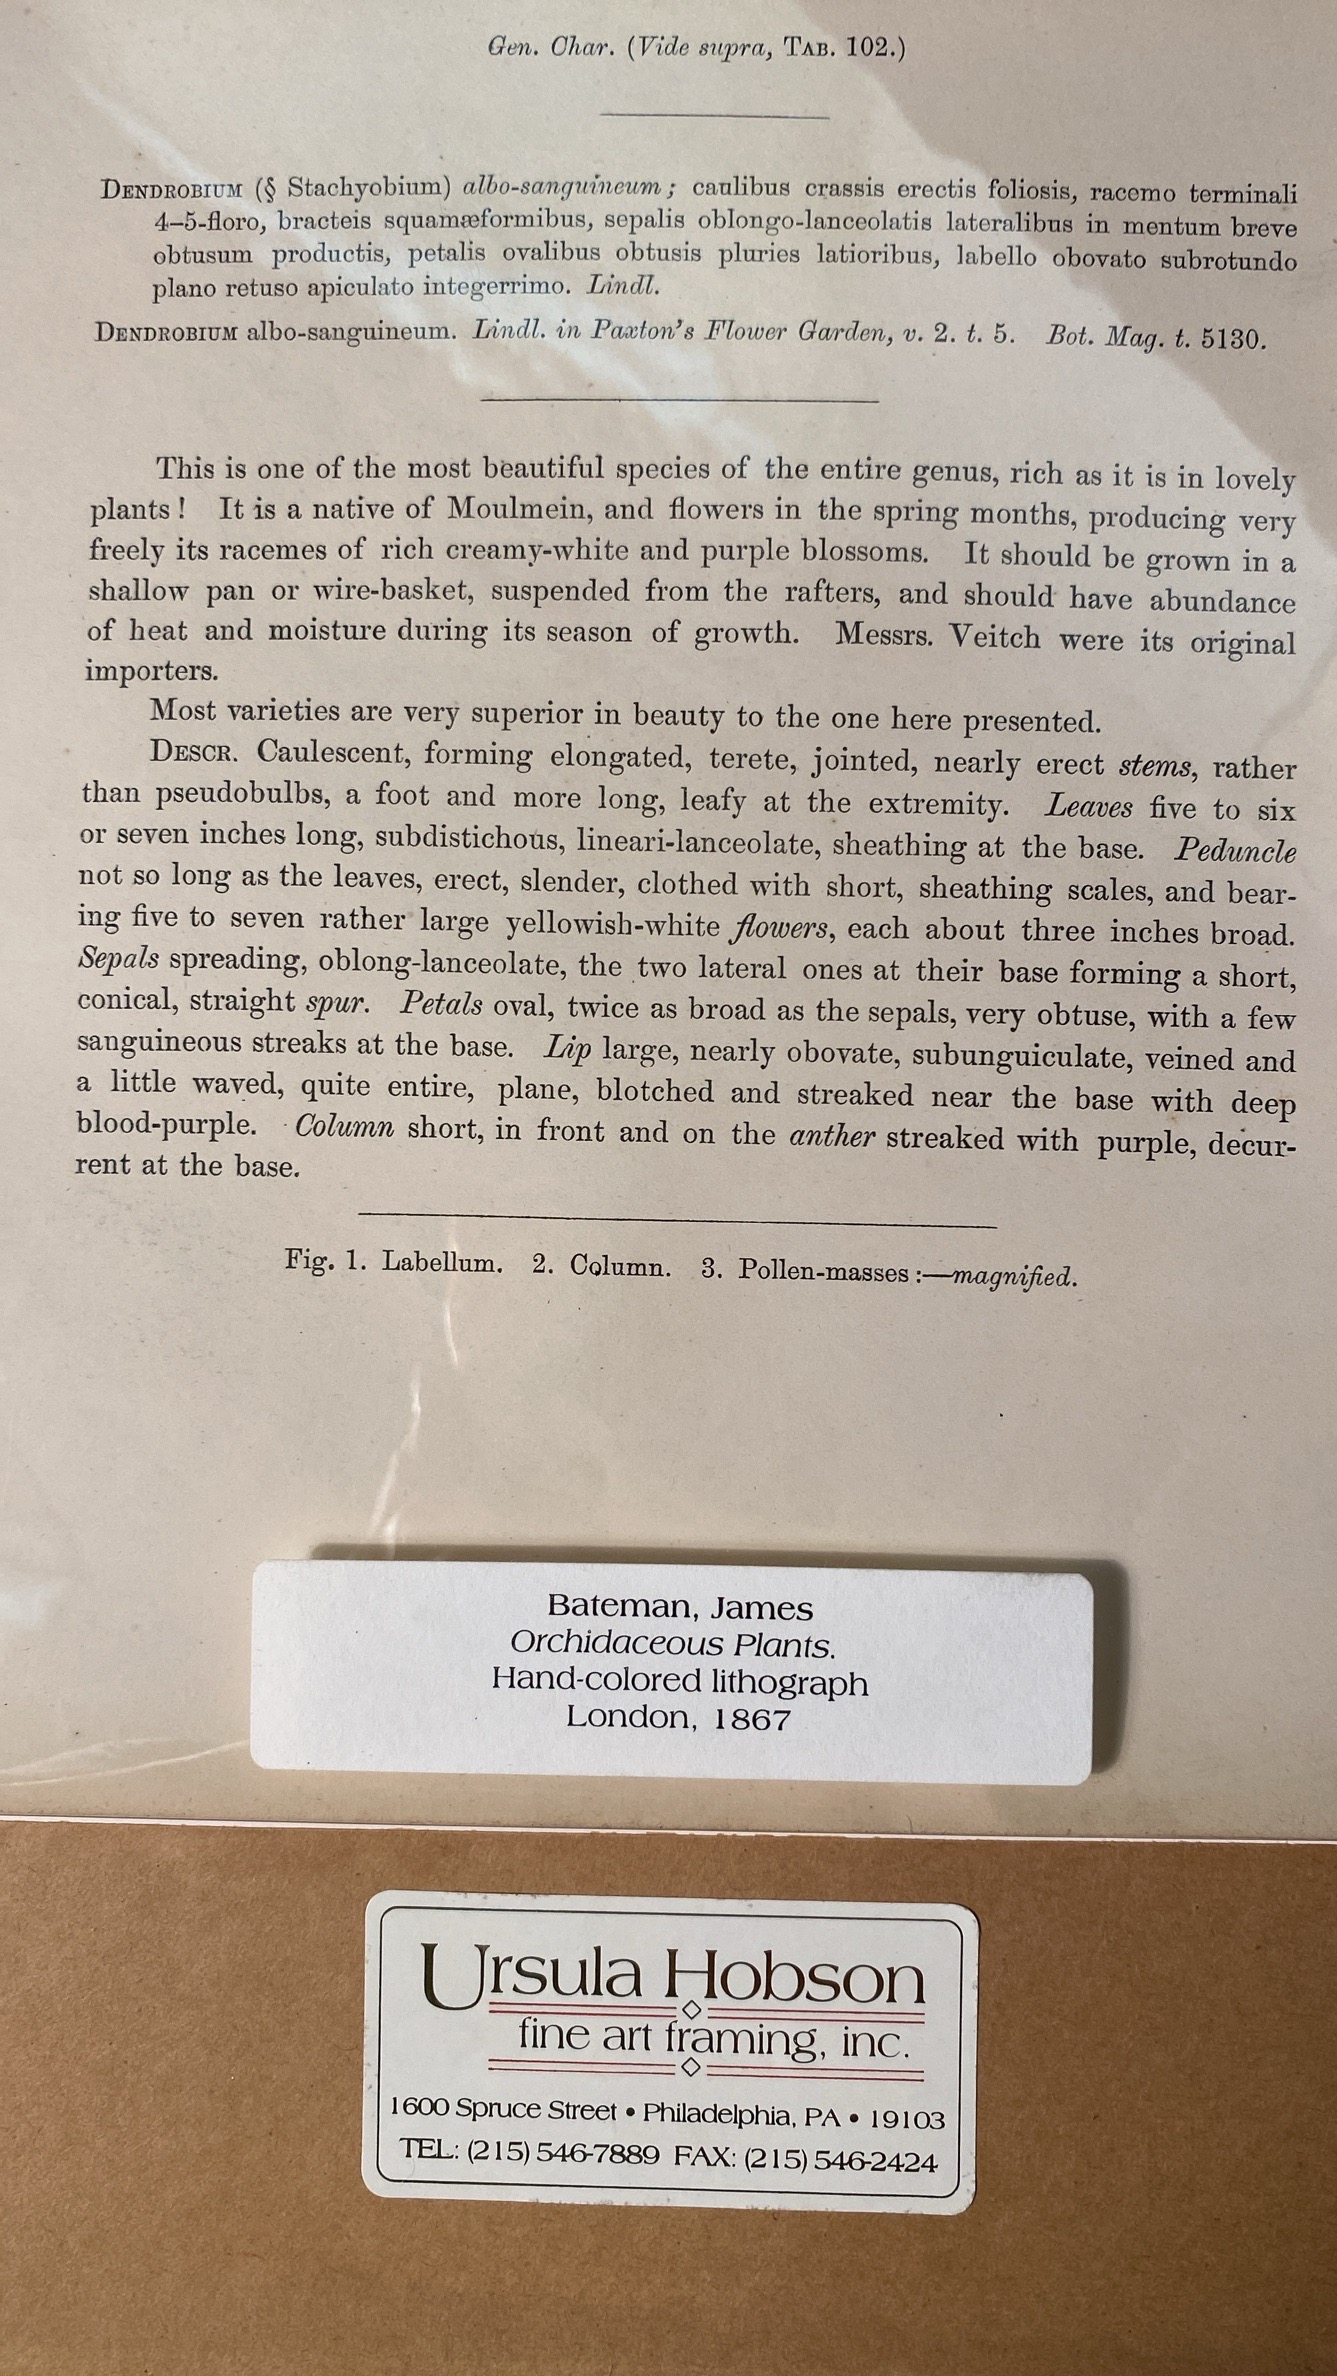 Gen. Char. (Vide supra, TAB. 102.)
DENDROBIUM (§ Stachyobium) albo-sanguineum; caulibus crassis erectis foliosis, racemo terminali
4–5-floro, bracteis squamæformibus, sepalis oblongo-lanceolatis lateralibus in mentum breve
obtusum productis, petalis ovalibus obtusis pluries latioribus, labello obovato subrotundo
plano retuso apiculato integerrimo. Lindl.
DENDROBIUM albo-sanguineum. Lindl. in Paxton's Flower Garden, v. 2. t. 5. Bot. Mag. t. 5130.
This is one of the most beautiful species of the entire genus, rich as it is in lovely
plants! It is a native of Moulmein, and flowers in the spring months, producing very
freely its racemes of rich creamy-white and purple blossoms. It should be grown in a
shallow pan or wire-basket, suspended from the rafters, and should have abundance
of heat and moisture during its season of growth. Messrs. Veitch were its original
importers.
Most varieties are very superior in beauty to the one here presented.
DESCR. Caulescent, forming elongated, terete, jointed, nearly erect stems, rather
than pseudobulbs, a foot and more long, leafy at the extremity. Leaves five to six
or seven inches long, subdistichous, lineari-lanceolate, sheathing at the base. Peduncle
not so long as the leaves, erect, slender, clothed with short, sheathing scales, and bear-
ing five to seven rather large yellowish-white flowers, each about three inches broad.
Sepals spreading, oblong-lanceolate, the two lateral ones at their base forming a short,
conical, straight spur. Petals oval, twice as broad as the sepals, very obtuse, with a few
sanguineous streaks at the base. Lip large, nearly obovate, subunguiculate, veined and
a little waved, quite entire, plane, blotched and streaked near the base with deep
blood-purple. Column short, in front and on the anther streaked with purple, decur-
rent at the base.
Fig. 1. Labellum. 2. Column. 3. Pollen-masses:—magnified.
Bateman, James
Orchidaceous Plants.
Hand-colored lithograph
London, 1867
Ursula Hobson
fine art framing, inc.
1600 Spruce Street • Philadelphia, PA • 19103
TEL: (215) 546-7889 FAX: (215) 546-2424